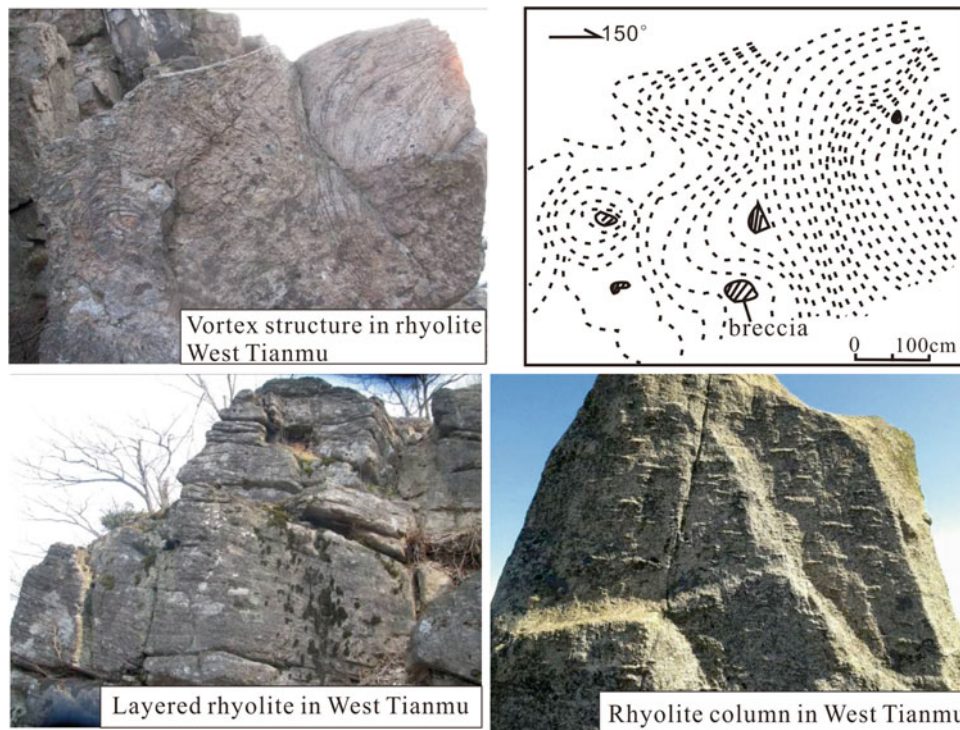 Vortex structure in rhyolite
West Tianmu
150°
breccia
0 100cm
Layered rhyolite in West Tianmu
Rhyolite column in West Tianmu